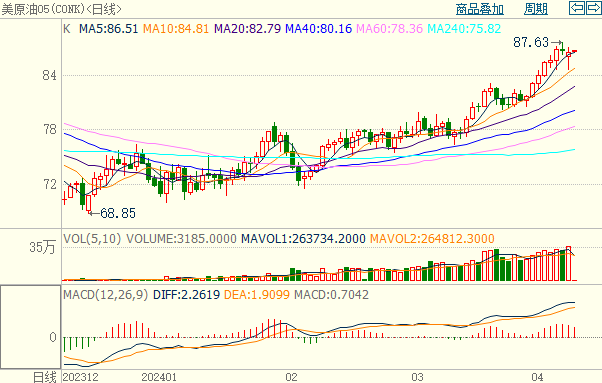 美原油05(CONK)<日线> 商品叠加 周期
K MA5:86.51 MA10:84.81 MA20:82.79 MA40:80.16 MA60:78.36 MA240:75.82
87.63
84
78
72
68.85
VOL(5,10) VOLUME:3185.0000 MAVOL1:263734.2000 MAVOL2:264812.3000
35万
MACD(12,26,9) DIFF:2.2619 DEA:1.9099 MACD:0.7042
0
日线 202312 202401 02 03 04